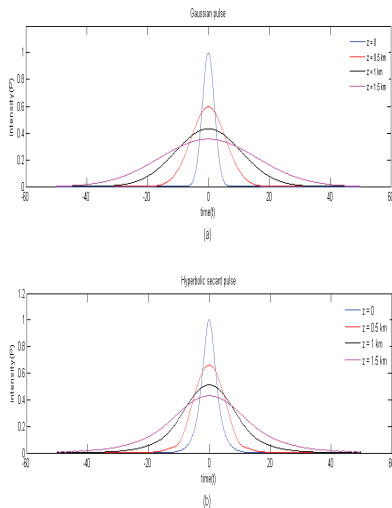 Gaussian pulse
z = 0
z = 0.5 km
z = 1 km
z = 1.5 km
1
0.8
0.6
0.4
0.2
0
intensity(P)
-60
-40
-20
0
20
40
60
time(t)
(a)
Hyperbolic secant pulse
z = 0
z = 0.5 km
z = 1 km
z = 1.5 km
1.2
1
0.8
0.6
0.4
0.2
0
intensity(P)
-60
-40
-20
0
20
40
60
time(t)
(b)